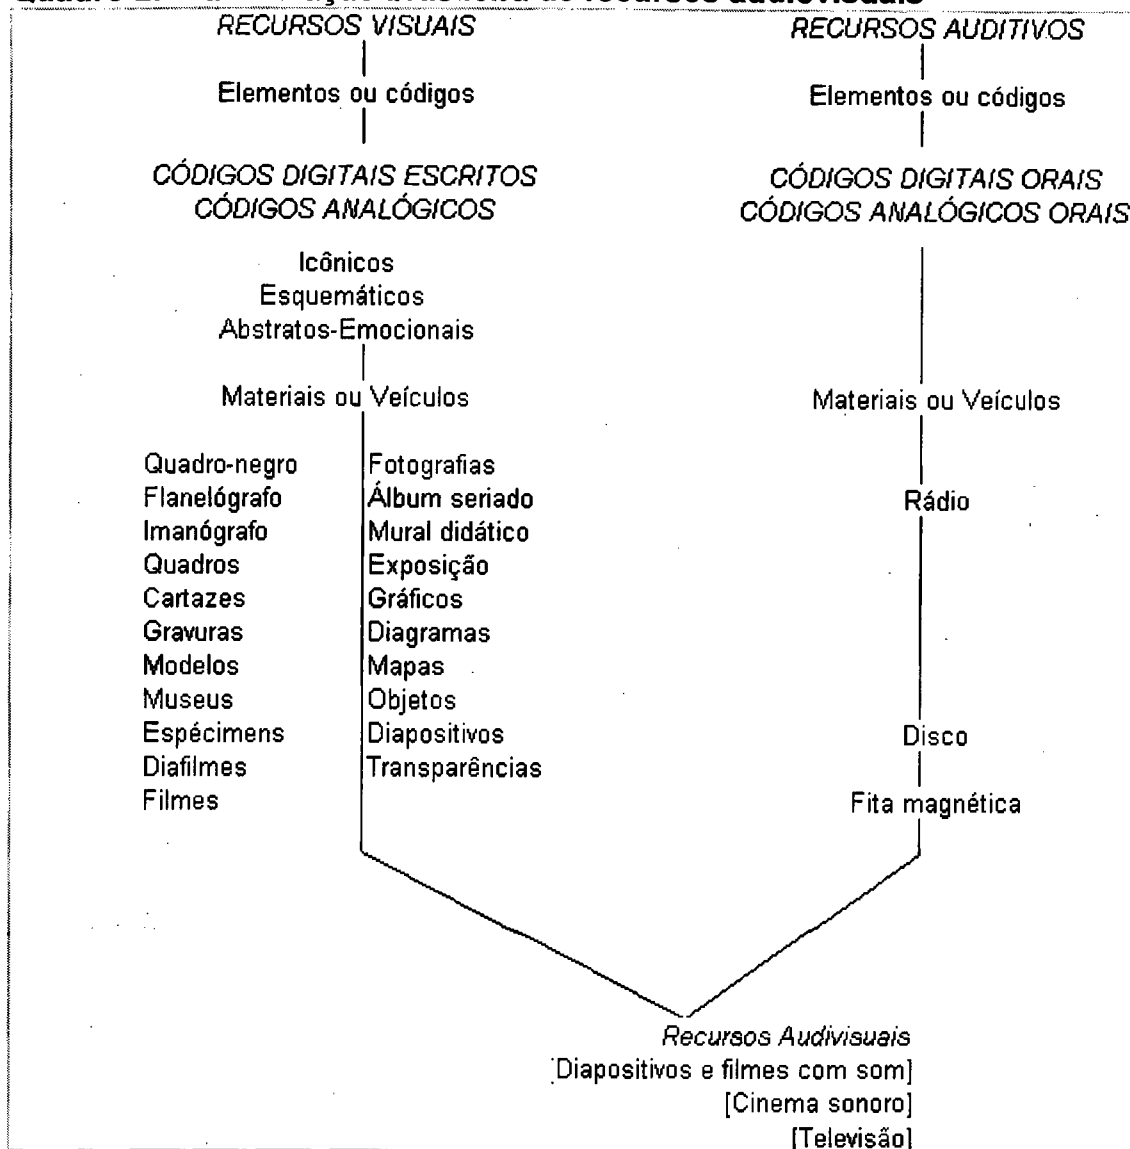 de recursos audiovisuais
RECURSOS VISUAIS
Elementos ou códigos
CÓDIGOS DIGITAIS ESCRITOS
CÓDIGOS ANALÓGICOS
Icônicos
Esquemáticos
Abstratos-Emocionais
Materiais ou Veículos
Quadro-negro
Flanelógrafo
Imanógrafo
Quadros
Cartazes
Gravuras
Modelos
Museus
Espécimens
Diafilmes
Filmes
Fotografias
Álbum seriado
Mural didático
Exposição
Gráficos
Diagramas
Mapas
Objetos
Diapositivos
Transparências
RECURSOS AUDITIVOS
Elementos ou códigos
CÓDIGOS DIGITAIS ORAIS
CÓDIGOS ANALÓGICOS ORAIS
Materiais ou Veículos
Rádio
Disco
Fita magnética
Recursos Audivisuais
[Diapositivos e filmes com som]
[Cinema sonoro]
[Televisão]